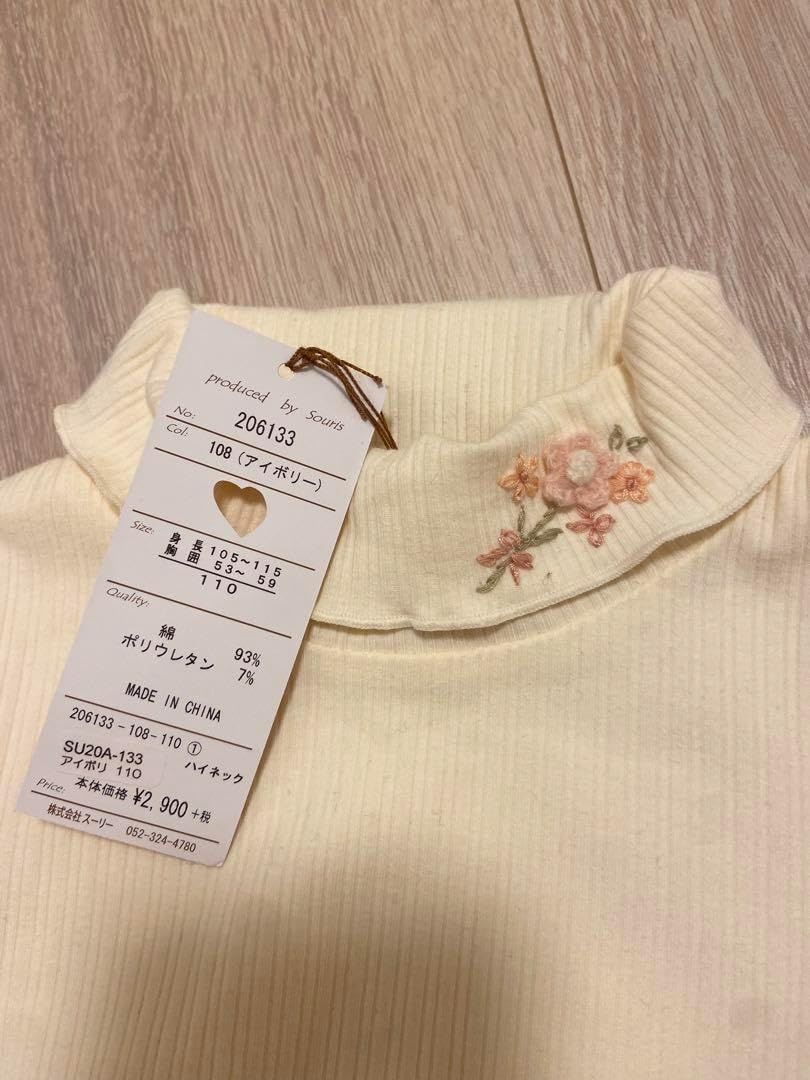 produced by Souris
No: 206133
Col: 108 (アイボリー)
Size: 身長 105~115
胸囲 53~ 59
110
Quality:
綿 93%
ポリウレタン 7%
MADE IN CHINA
206133-108-110 ①
ハイネック
SU20A-133
アイボリ 110
Price: 本体価格 ¥2,900 +税
株式会社スーリー 052-324-4780